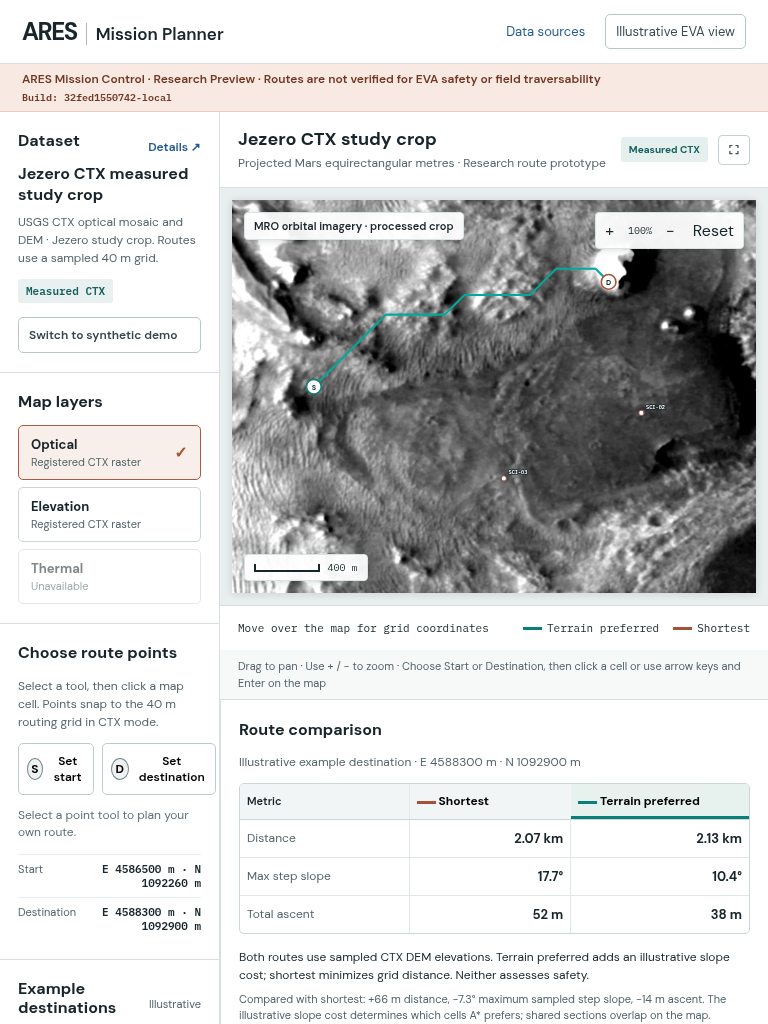 ARES Mission Planner
Data sources
Illustrative EVA view
ARES Mission Control · Research Preview · Routes are not verified for EVA safety or field traversability
Build: 32fed1550742-local
Dataset
Details ↗
Jezero CTX measured
study crop
USGS CTX optical mosaic and
DEM · Jezero study crop. Routes
use a sampled 40 m grid.
Measured CTX
Switch to synthetic demo
Map layers
Optical
Registered CTX raster
✓
Elevation
Registered CTX raster
Thermal
Unavailable
Choose route points
Select a tool, then click a map
cell. Points snap to the 40 m
routing grid in CTX mode.
S Set
start
D Set
destination
Select a point tool to plan your
own route.
Start E 4586500 m · N
1092260 m
Destination E 4588300 m · N
1092900 m
Example
destinations
Illustrative
Jezero CTX study crop
Projected Mars equirectangular metres · Research route prototype
Measured CTX
MRO orbital imagery · processed crop
+ 100% − Reset
D
S
SCI-02
SCI-03
400 m
Move over the map for grid coordinates
Terrain preferred
Shortest
Drag to pan · Use + / − to zoom · Choose Start or Destination, then click a cell or use arrow keys and
Enter on the map
Route comparison
Illustrative example destination · E 4588300 m · N 1092900 m
Metric Shortest Terrain preferred
Distance 2.07 km 2.13 km
Max step slope 17.7° 10.4°
Total ascent 52 m 38 m
Both routes use sampled CTX DEM elevations. Terrain preferred adds an illustrative slope
cost; shortest minimizes grid distance. Neither assesses safety.
Compared with shortest: +66 m distance, −7.3° maximum sampled step slope, −14 m ascent. The
illustrative slope cost determines which cells A* prefers; shared sections overlap on the map.